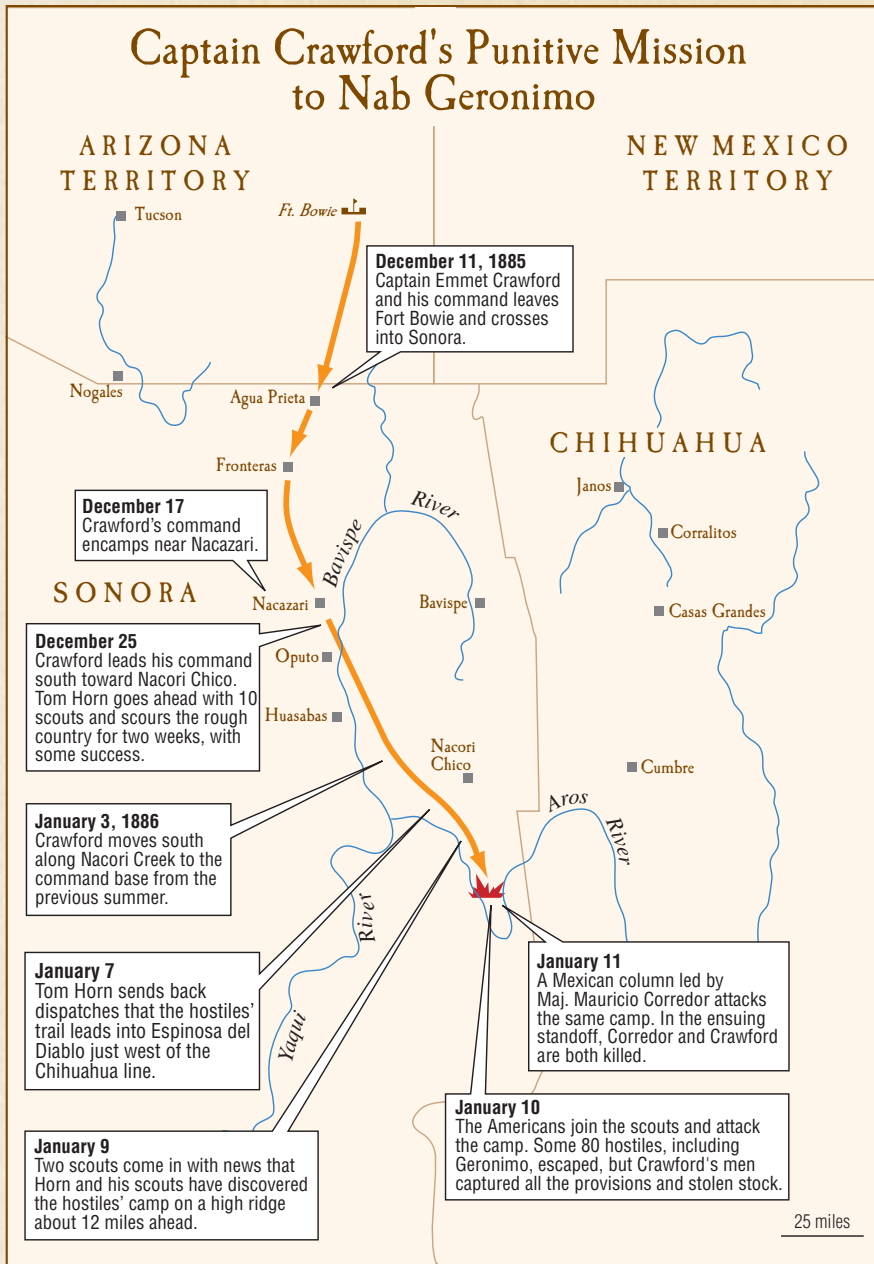 Captain Crawford's Punitive Mission
to Nab Geronimo
ARIZONA
TERRITORY
NEW MEXICO
TERRITORY
Tucson
Ft. Bowie
December 11, 1885
Captain Emmet Crawford
and his command leaves
Fort Bowie and crosses
into Sonora.
Nogales
Agua Prieta
CHIHUAHUA
Fronteras
Janos
December 17
Crawford's command
encamps near Nacazari.
Bavispe
River
Corralitos
SONORA
Nacazari
Bavispe
Casas Grandes
December 25
Crawford leads his command
south toward Nacori Chico.
Tom Horn goes ahead with 10
scouts and scours the rough
country for two weeks, with
some success.
Oputo
Huasabas
Nacori
Chico
Cumbre
January 3, 1886
Crawford moves south
along Nacori Creek to the
command base from the
previous summer.
Aros
River
January 7
Tom Horn sends back
dispatches that the hostiles'
trail leads into Espinosa del
Diablo just west of the
Chihuahua line.
Yaqui
River
January 11
A Mexican column led by
Maj. Mauricio Corredor attacks
the same camp. In the ensuing
standoff, Corredor and Crawford
are both killed.
January 10
The Americans join the scouts and attack
the camp. Some 80 hostiles, including
Geronimo, escaped, but Crawford's men
captured all the provisions and stolen stock.
January 9
Two scouts come in with news that
Horn and his scouts have discovered
the hostiles' camp on a high ridge
about 12 miles ahead.
25 miles